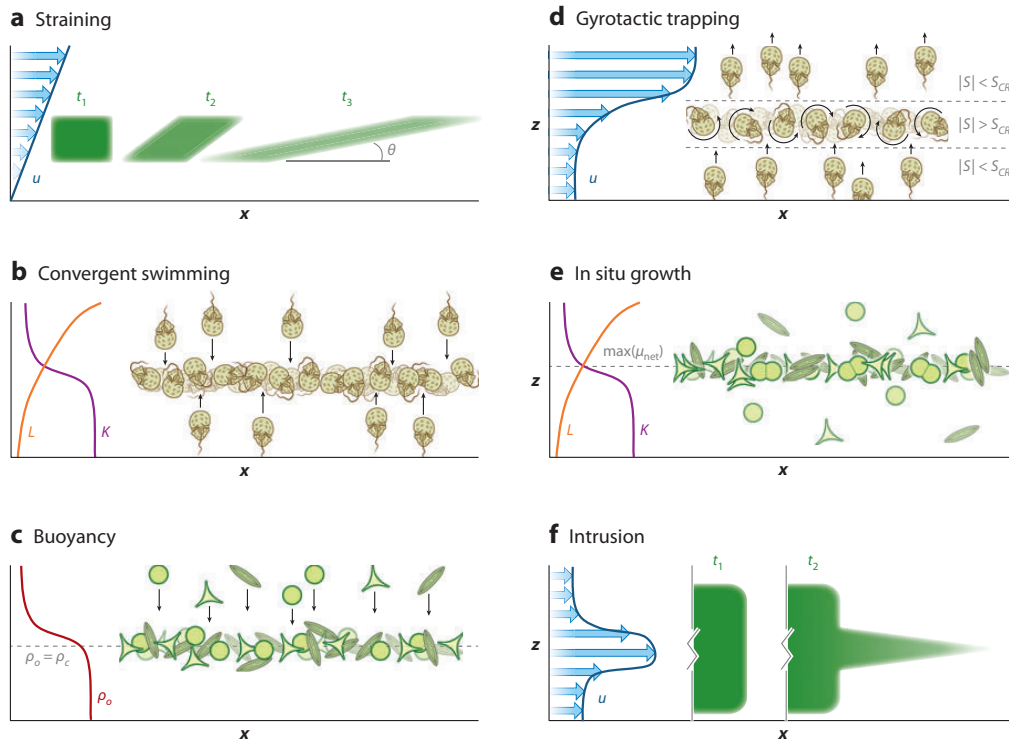 a Straining
t1 t2 t3
θ
u
x
b Convergent swimming
L
K
x
c Buoyancy
ρo = ρc
ρo
x
d Gyrotactic trapping
|S| < SCR
z
|S| > SCR
|S| < SCR
u
x
e In situ growth
max(μnet)
z
L
K
x
f Intrusion
t1 t2
z
u
x